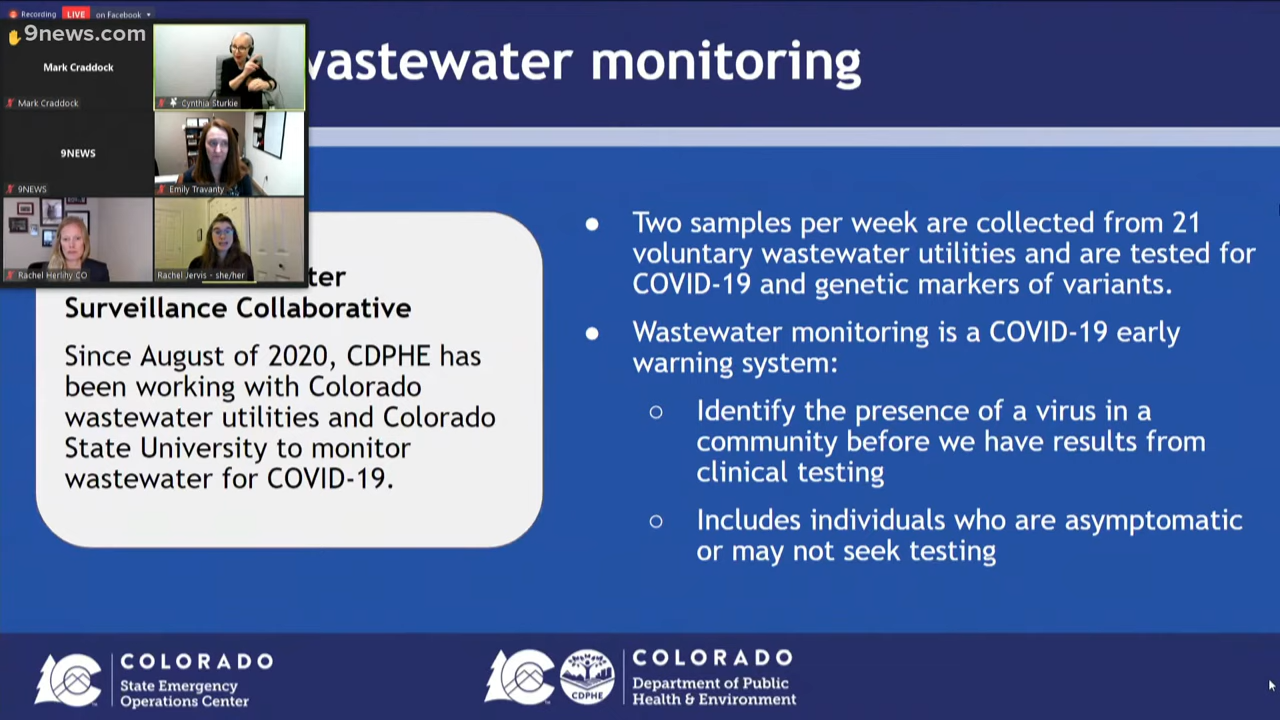 Recording LIVE on Facebook
9news.com
Mark Craddock
Mark Craddock
Cynthia Sturkie
9NEWS
9NEWS
Emily Travanty
Rachel Herlihy CO
Rachel Jervis - she/her
wastewater monitoring
ter
Surveillance Collaborative
Since August of 2020, CDPHE has
been working with Colorado
wastewater utilities and Colorado
State University to monitor
wastewater for COVID-19.
● Two samples per week are collected from 21
voluntary wastewater utilities and are tested for
COVID-19 and genetic markers of variants.
● Wastewater monitoring is a COVID-19 early
warning system:
○ Identify the presence of a virus in a
community before we have results from
clinical testing
○ Includes individuals who are asymptomatic
or may not seek testing
COLORADO
State Emergency
Operations Center
CDPHE
COLORADO
Department of Public
Health & Environment